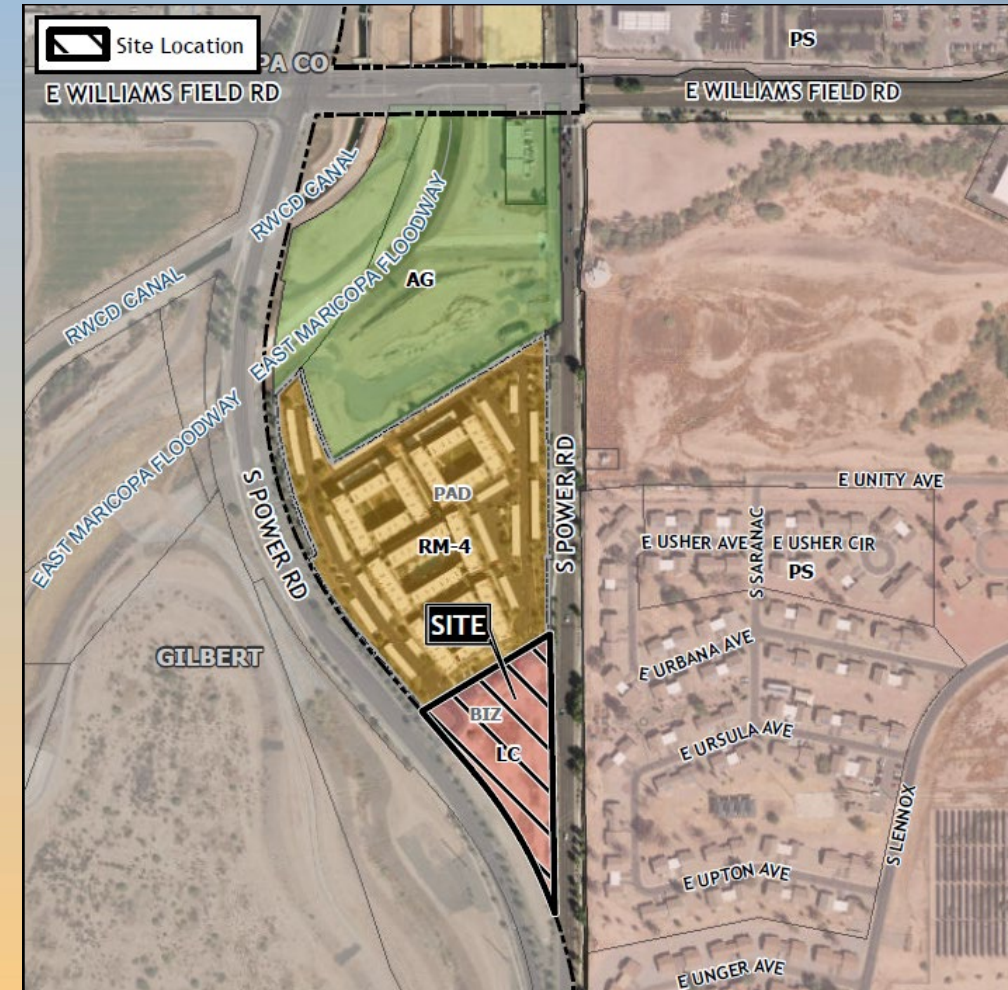 Site Location
PA CO
PS
E WILLIAMS FIELD RD
E WILLIAMS FIELD RD
RWCD CANAL
RWCD CANAL
EAST MARICOPA FLOODWAY
AG
EAST MARICOPA FLOODWAY
S POWER RD
S POWER RD
PAD
RM-4
E UNITY AVE
E USHER AVE
S SARANAC
E USHER CIR
PS
SITE
GILBERT
E URBANA AVE
BIZ
LC
E URSULA AVE
S LENNOX
E UPTON AVE
E UNGER AVE